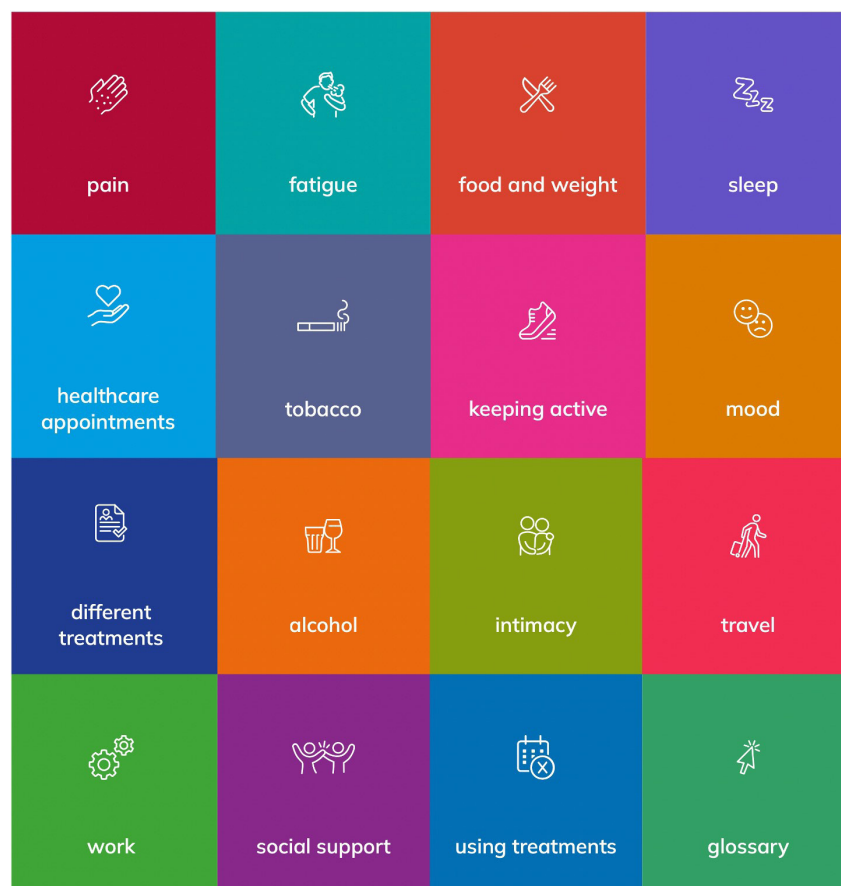 pain
fatigue
food and weight
sleep
healthcare
appointments
tobacco
keeping active
mood
different
treatments
alcohol
intimacy
travel
work
social support
using treatments
glossary